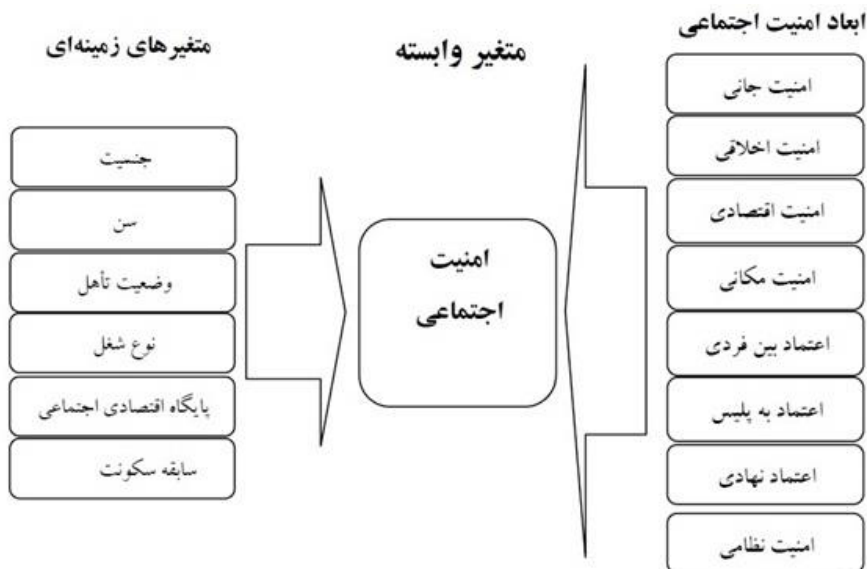 ابعاد امنیت اجتماعی
امنیت جانی
امنیت اخلاقی
امنیت اقتصادی
امنیت مکانی
اعتماد بین فردی
اعتماد به پلیس
اعتماد نهادی
امنیت نظامی
متغیر وابسته
امنیت
اجتماعی
متغیرهای زمینه‌ای
جنسیت
سن
وضعیت تأهل
نوع شغل
پایگاه اقتصادی اجتماعی
سابقه سکونت